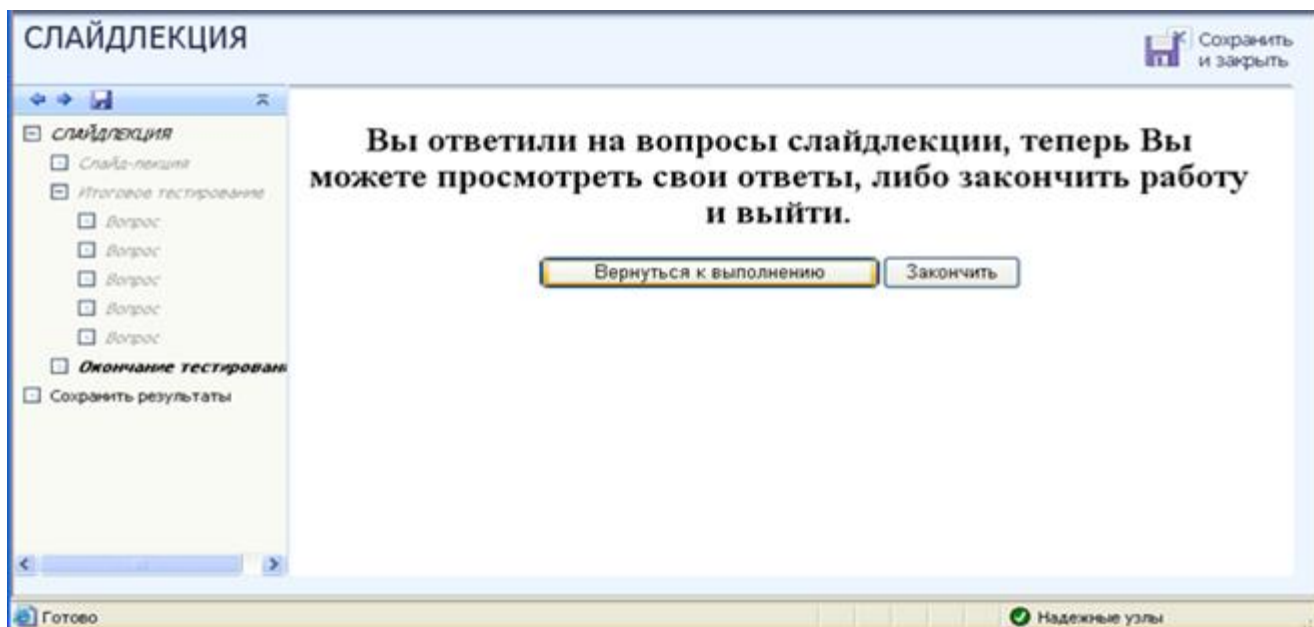 СЛАЙДЛЕКЦИЯ
Сохранить
и закрыть
СЛАЙДЛЕКЦИЯ
Слайд-лекция
Итоговое тестирование
Вопрос
Вопрос
Вопрос
Вопрос
Вопрос
Окончание тестирован
Сохранить результаты
Вы ответили на вопросы слайдлекции, теперь Вы
можете просмотреть свои ответы, либо закончить работу
и выйти.
Вернуться к выполнению Закончить
Готово Надежные узлы